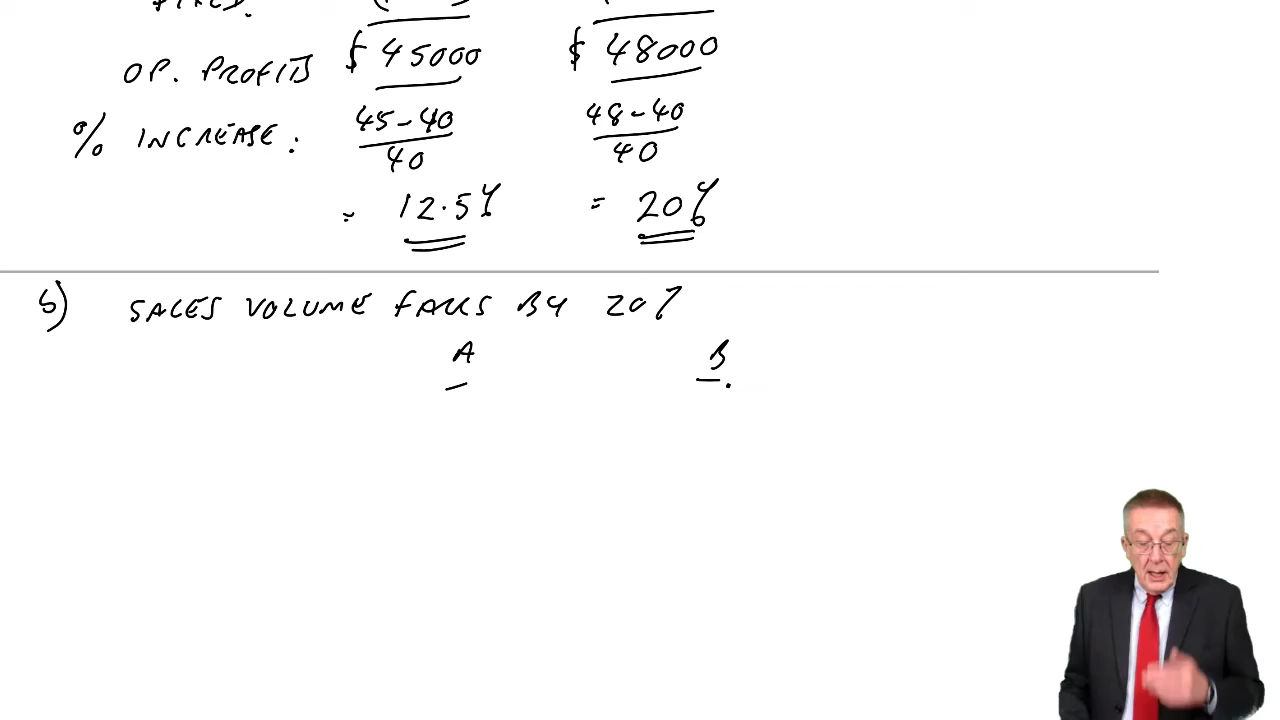 FIXED.
OP. PROFITS $ 45000 $ 48000
% INCREASE: 45-40/40 48-40/40
= 12.5% = 20%
b) SALES VOLUME FALLS BY 20%
A B.